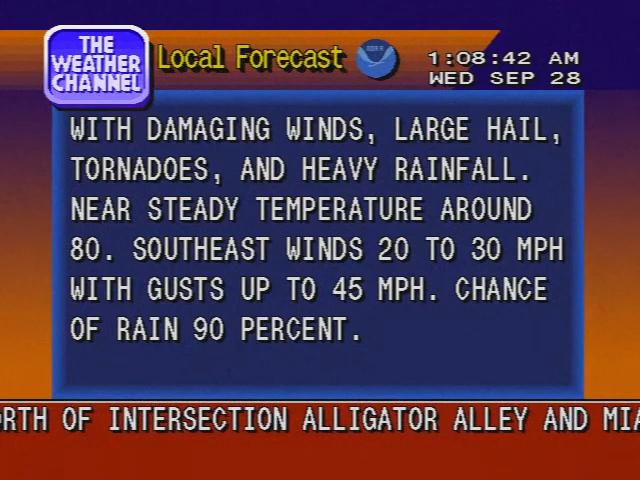 THE
WEATHER
CHANNEL
Local Forecast
1:08:42 AM
WED SEP 28
WITH DAMAGING WINDS, LARGE HAIL,
TORNADOES, AND HEAVY RAINFALL.
NEAR STEADY TEMPERATURE AROUND
80. SOUTHEAST WINDS 20 TO 30 MPH
WITH GUSTS UP TO 45 MPH. CHANCE
OF RAIN 90 PERCENT.
ORTH OF INTERSECTION ALLIGATOR ALLEY AND MIA